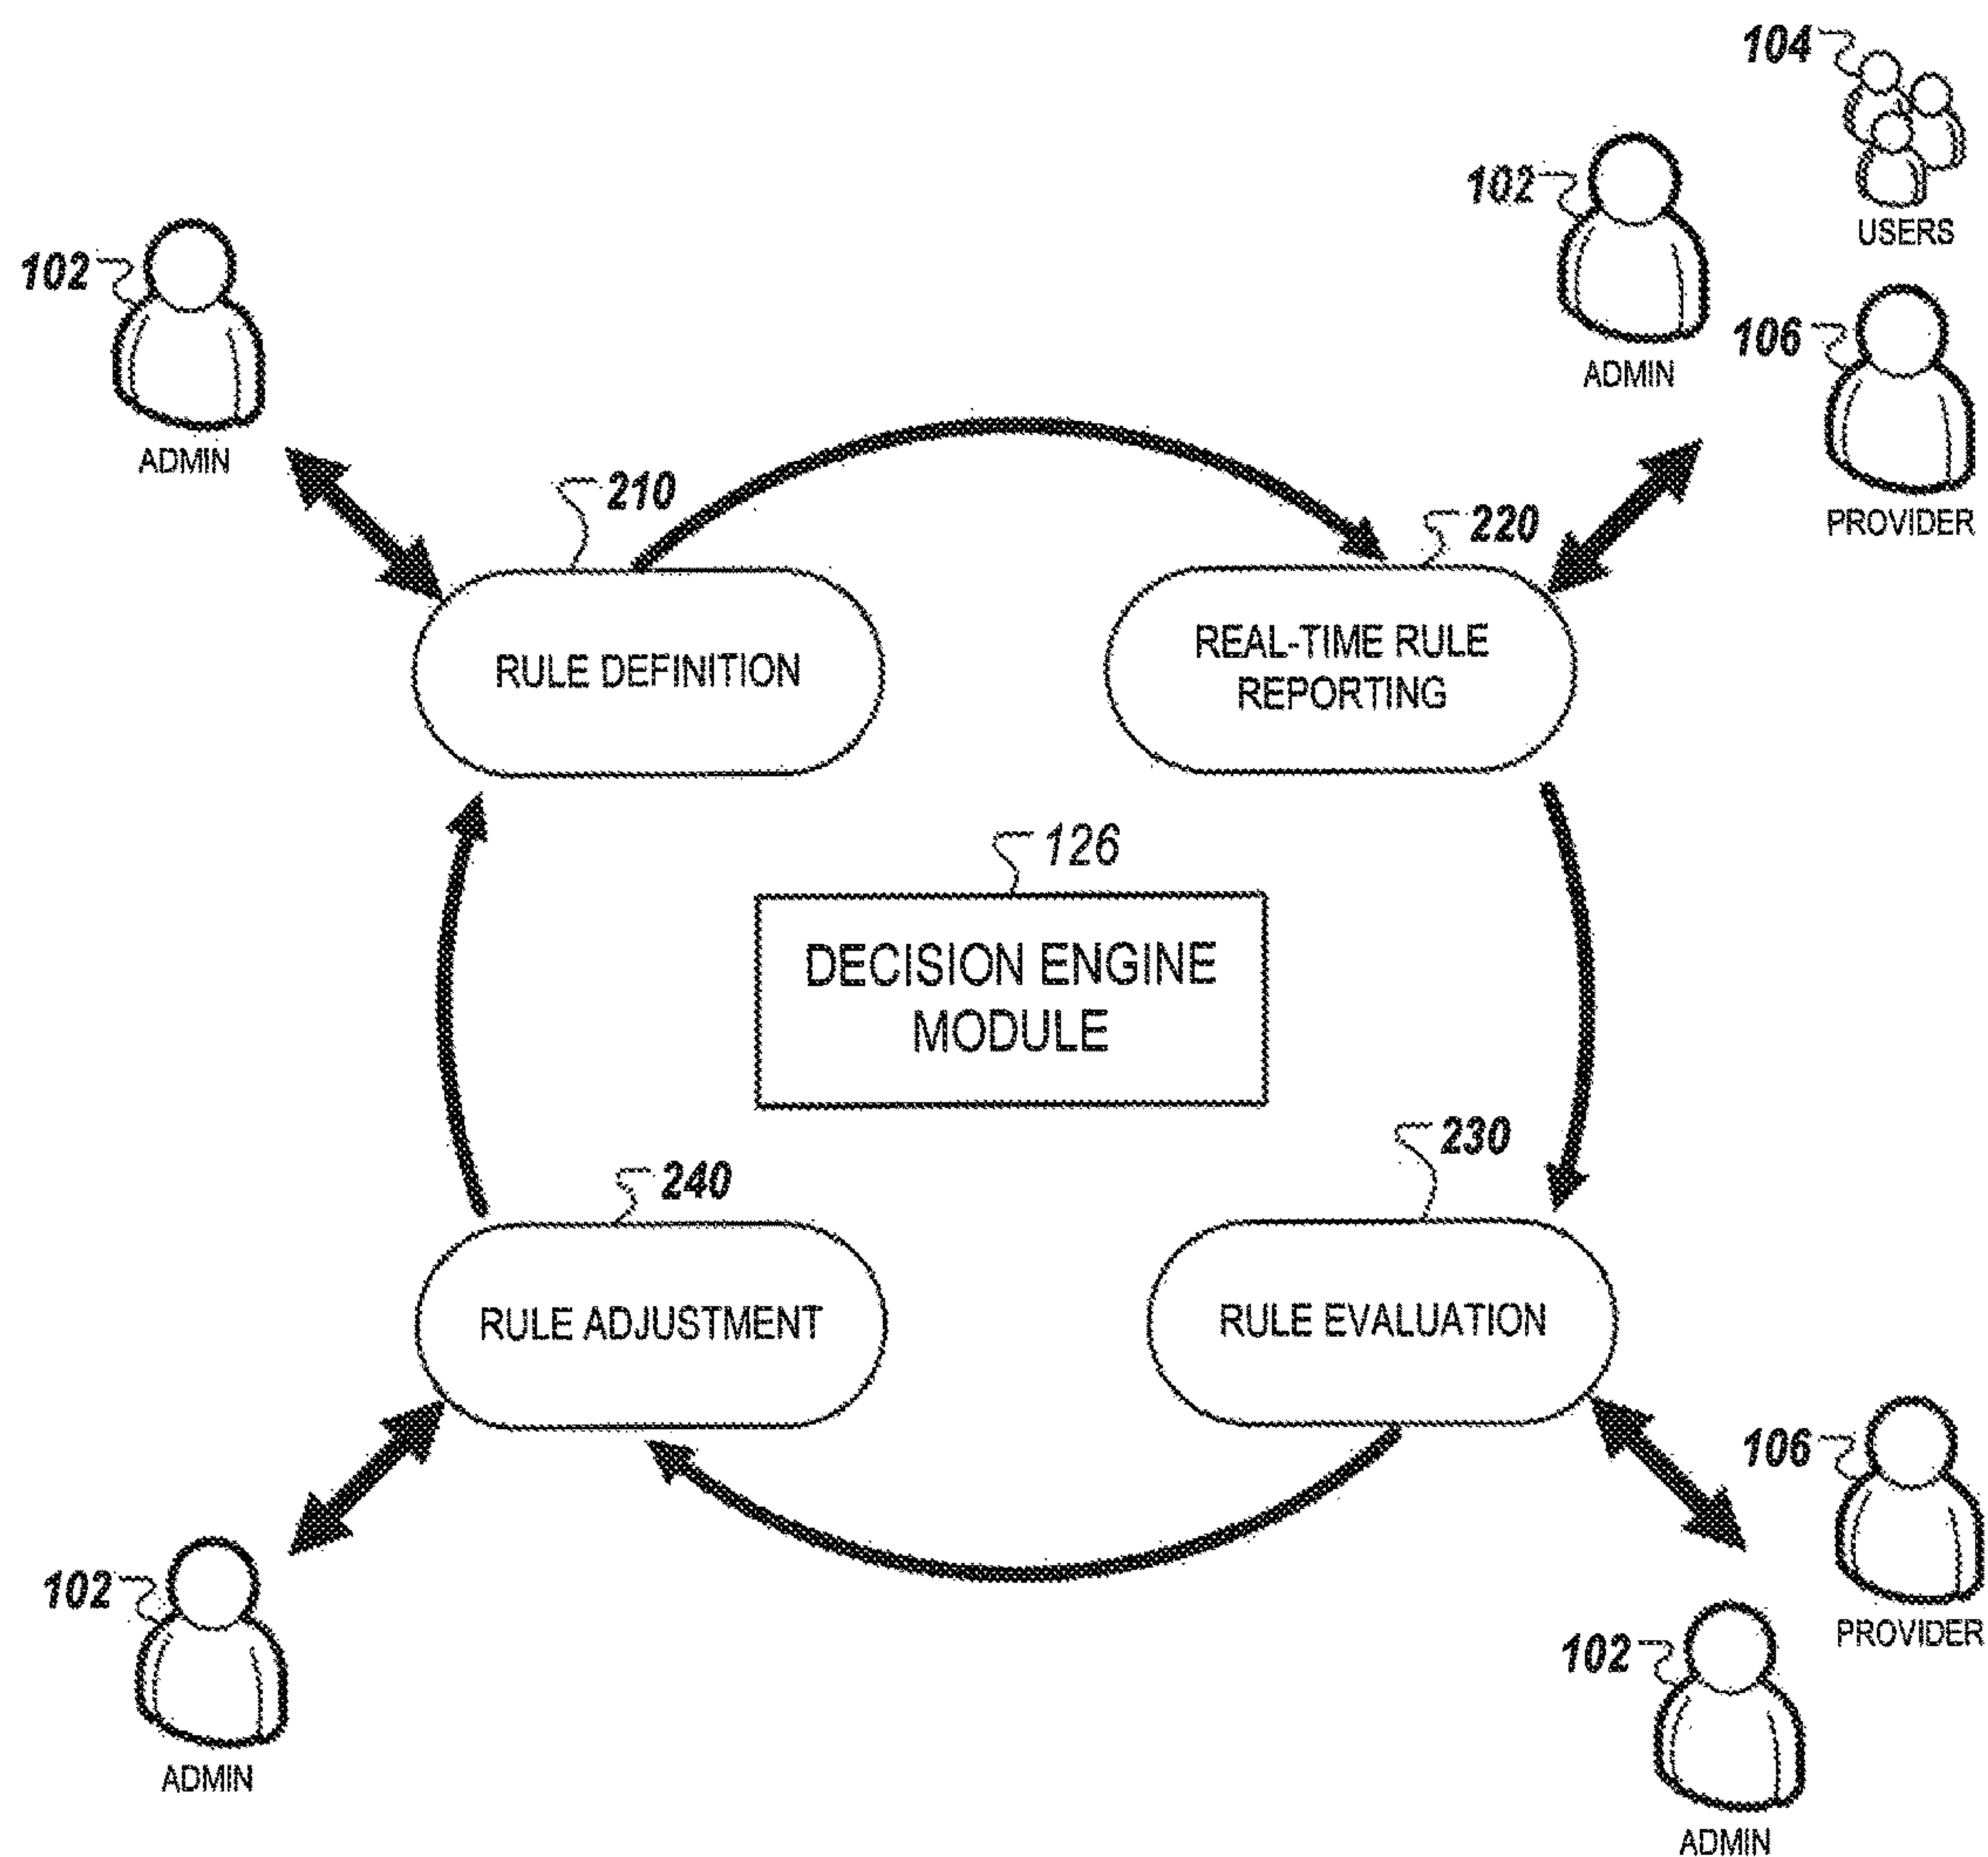 104
USERS
102
ADMIN
106
PROVIDER
102
ADMIN
210
RULE DEFINITION
220
REAL-TIME RULE
REPORTING
126
DECISION ENGINE
MODULE
240
RULE ADJUSTMENT
230
RULE EVALUATION
102
ADMIN
106
PROVIDER
102
ADMIN